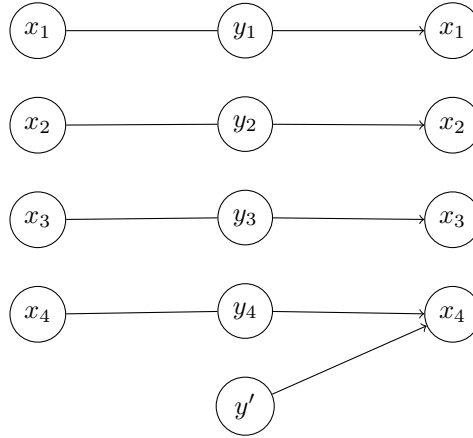 x₁ y₁ x₁
x₂ y₂ x₂
x₃ y₃ x₃
x₄ y₄ x₄
y′